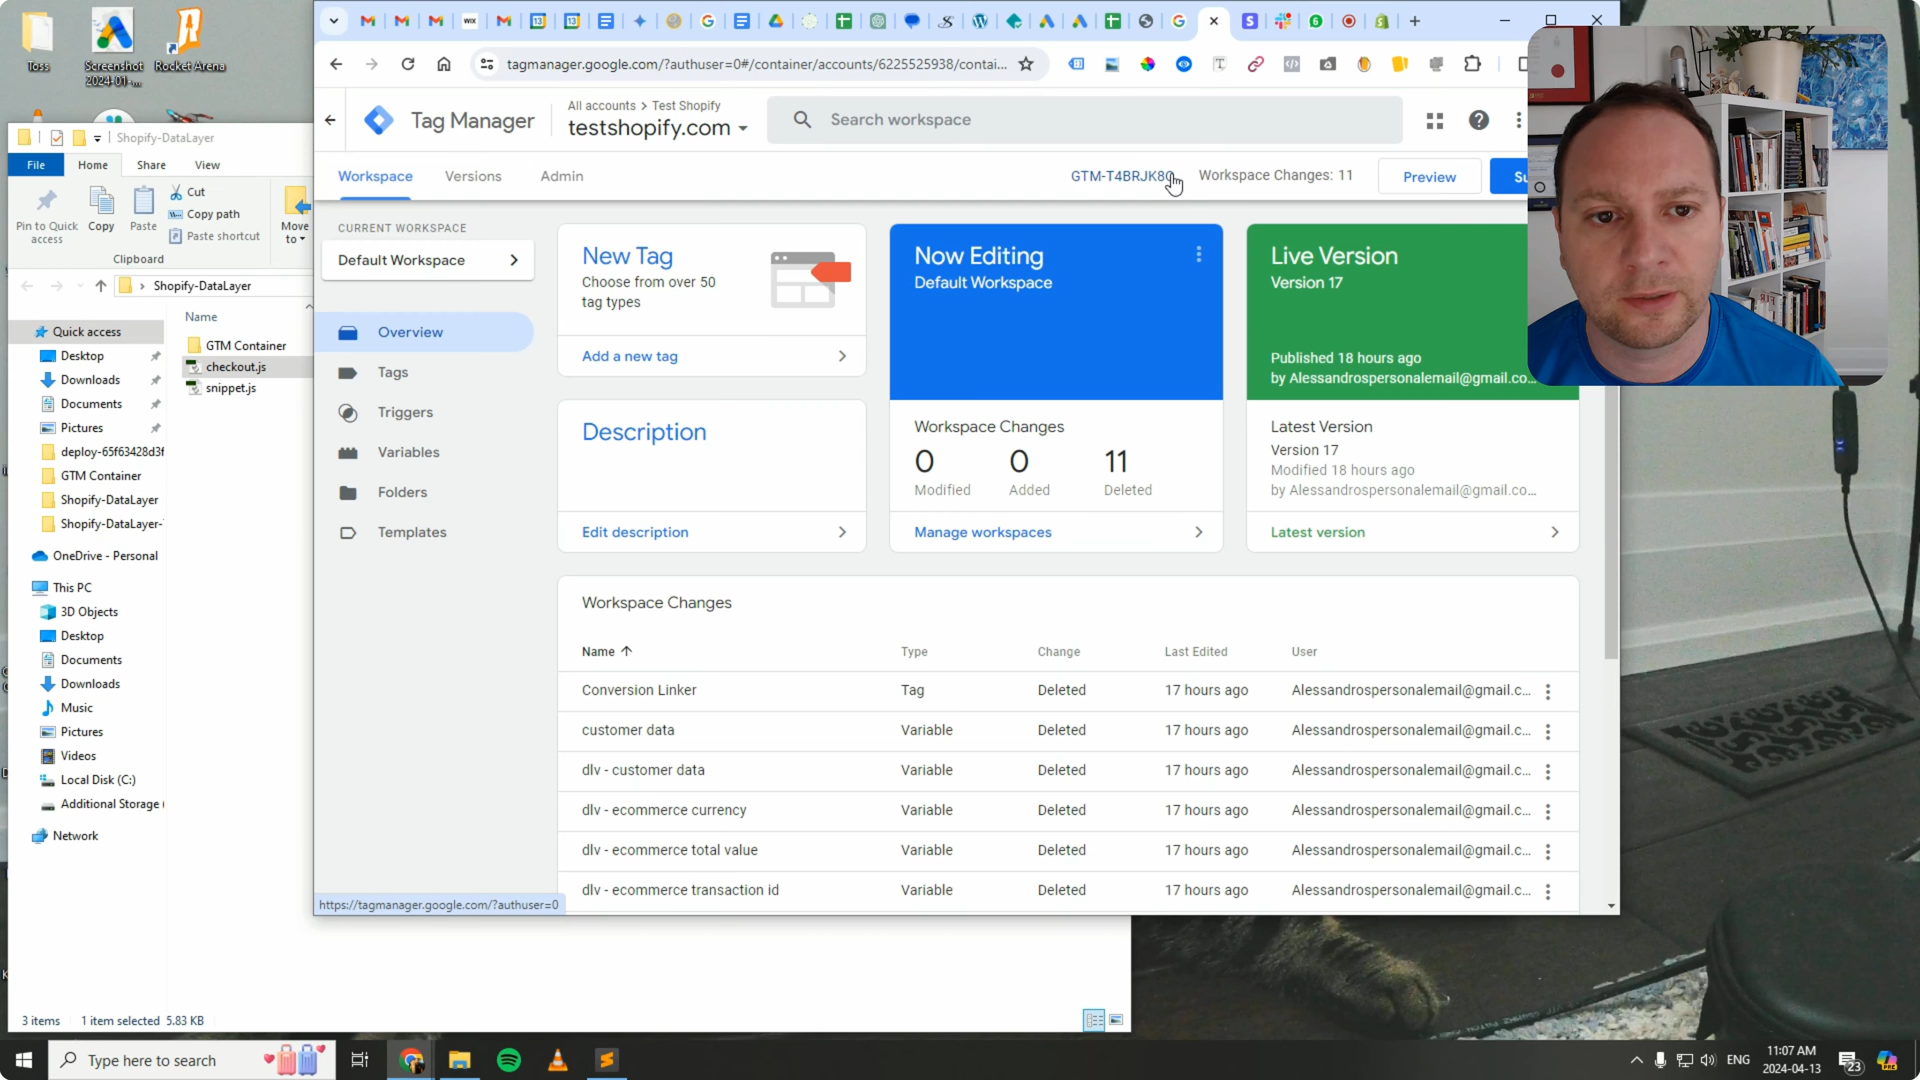 Toss
Screenshot
2024-01-...
Rocket Arena
Shopify-DataLayer
File
Home
Share
View
Pin to Quick
access
Copy
Paste
Cut
Copy path
Paste shortcut
Move
to
Clipboard
Shopify-DataLayer
Name
Quick access
Desktop
Downloads
Documents
Pictures
deploy-65f63428d3f
GTM Container
Shopify-DataLayer
Shopify-DataLayer-
OneDrive - Personal
This PC
3D Objects
Desktop
Documents
Downloads
Music
Pictures
Videos
Local Disk (C:)
Additional Storage (
Network
GTM Container
checkout.js
snippet.js
3 items
1 item selected 5.83 KB
tagmanager.google.com/?authuser=0#/container/accounts/6225525938/contai...
Tag Manager
All accounts > Test Shopify
testshopify.com
Search workspace
Workspace
Versions
Admin
GTM-T4BRJK8
Workspace Changes: 11
Preview
Su
CURRENT WORKSPACE
Default Workspace
Overview
Tags
Triggers
Variables
Folders
Templates
New Tag
Choose from over 50
tag types
Add a new tag
Description
Edit description
Now Editing
Default Workspace
Workspace Changes
0 0 11
Modified Added Deleted
Manage workspaces
Live Version
Version 17
Published 18 hours ago
by Alessandrospersonalemail@gmail.co...
Latest Version
Version 17
Modified 18 hours ago
by Alessandrospersonalemail@gmail.co...
Latest version
Workspace Changes
Name Type Change Last Edited User
Conversion Linker Tag Deleted 17 hours ago Alessandrospersonalemail@gmail.c...
customer data Variable Deleted 17 hours ago Alessandrospersonalemail@gmail.c...
dlv - customer data Variable Deleted 17 hours ago Alessandrospersonalemail@gmail.c...
dlv - ecommerce currency Variable Deleted 17 hours ago Alessandrospersonalemail@gmail.c...
dlv - ecommerce total value Variable Deleted 17 hours ago Alessandrospersonalemail@gmail.c...
dlv - ecommerce transaction id Variable Deleted 17 hours ago Alessandrospersonalemail@gmail.c...
https://tagmanager.google.com/?authuser=0
Type here to search
ENG
11:07 AM
2024-04-13
23